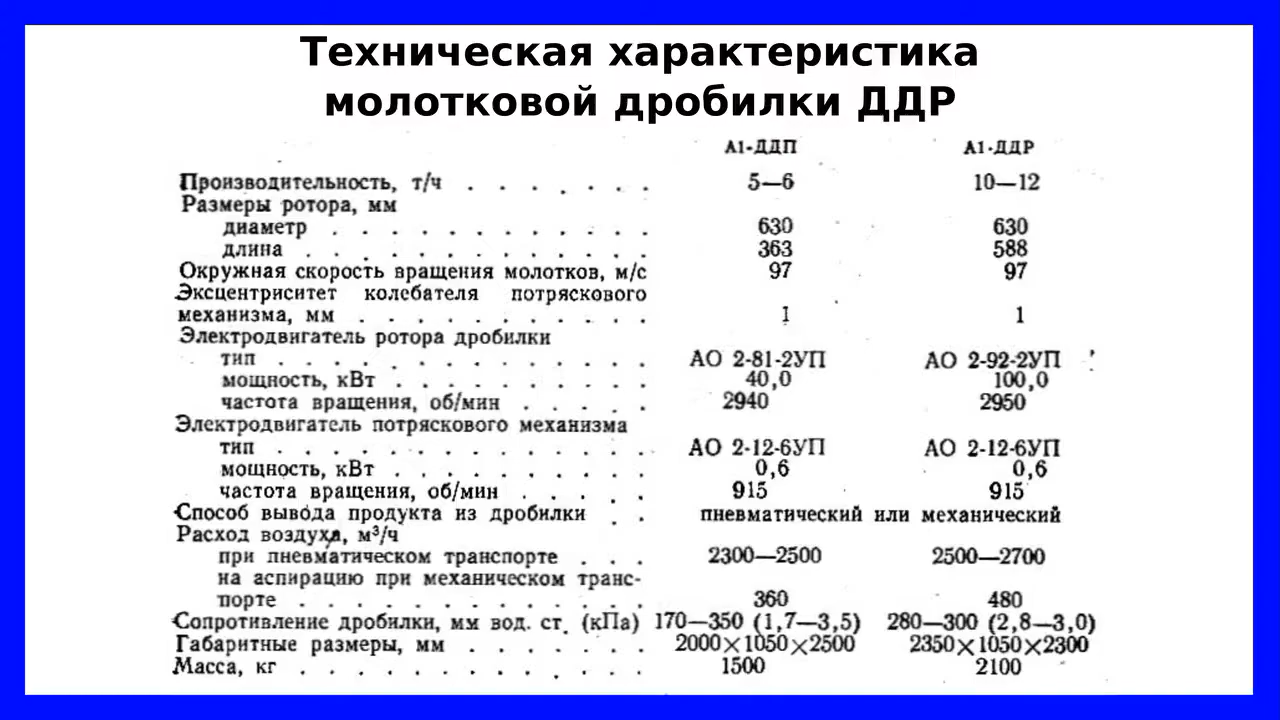 Техническая характеристика
молотковой дробилки ДДР
А1-ДДП А1-ДДР
Производительность, т/ч . . . . . . . 5—6 10—12
Размеры ротора, мм
диаметр . . . . . . . . . . . . 630 630
длина . . . . . . . . . . . . 363 588
Окружная скорость вращения молотков, м/с 97 97
Эксцентриситет колебателя потряскового
механизма, мм . . . . . . . . . . . 1 1
Электродвигатель ротора дробилки
тип . . . . . . . . . . . . . . АО 2-81-2УП АО 2-92-2УП
мощность, кВт . . . . . . . . . . 40,0 100,0
частота вращения, об/мин . . . . . 2940 2950
Электродвигатель потряскового механизма
тип . . . . . . . . . . . . . . АО 2-12-6УП АО 2-12-6УП
мощность, кВт . . . . . . . . . 0,6 0,6
частота вращения, об/мин . . . . . 915 915
Способ вывода продукта из дробилки . . пневматический или механический
Расход воздуха, м³/ч
при пневматическом транспорте . . . 2300—2500 2500—2700
на аспирацию при механическом транс-
порте . . . . . . . . . . . . . 360 480
Сопротивление дробилки, мм вод. ст. (кПа) 170—350 (1,7—3,5) 280—300 (2,8—3,0)
Габаритные размеры, мм . . . . . . . 2000×1050×2500 2350×1050×2300
Масса, кг . . . . . . . . . . . . . 1500 2100